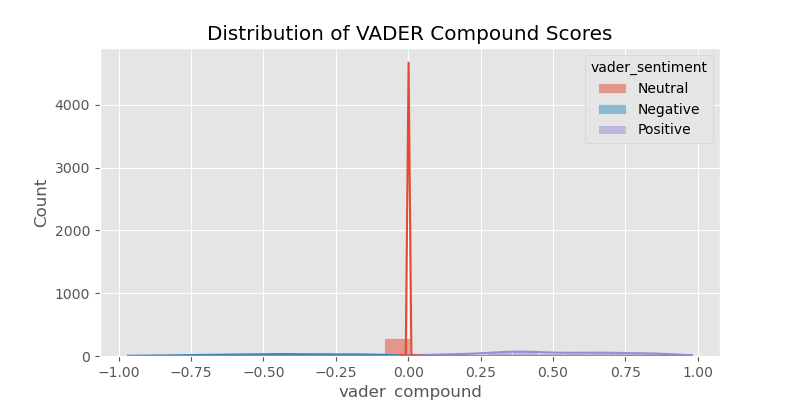 Distribution of VADER Compound Scores
vader_sentiment
Neutral
Negative
Positive
Count
4000
3000
2000
1000
0
−1.00 −0.75 −0.50 −0.25 0.00 0.25 0.50 0.75 1.00
vader_compound